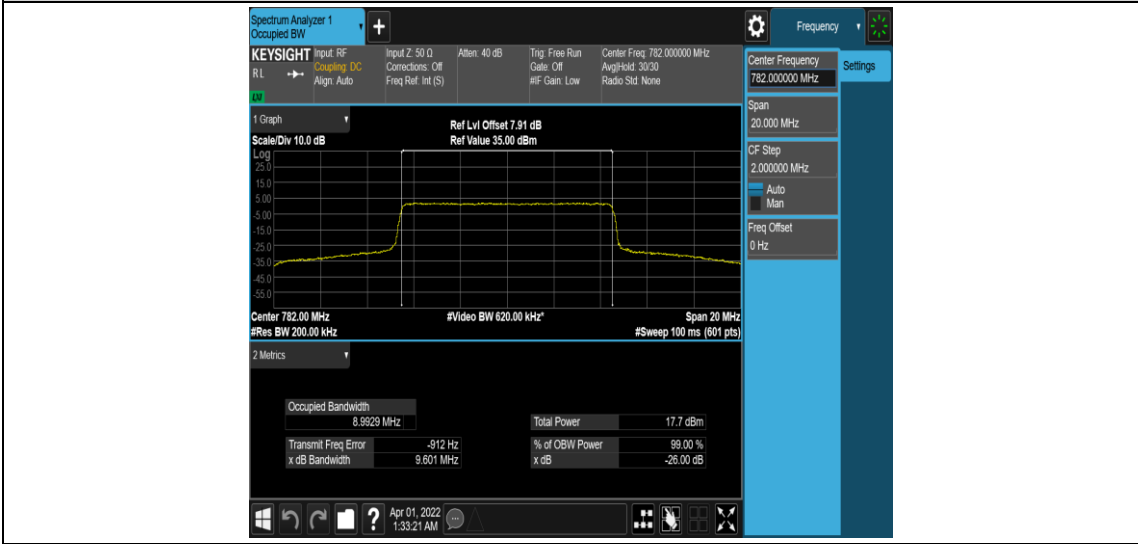 Spectrum Analyzer 1
Occupied BW
+
Frequency
KEYSIGHT
RL
LXI
Input: RF
Coupling: DC
Align: Auto
Input Z: 50 Ω
Corrections: Off
Freq Ref: Int (S)
Atten: 40 dB
Trig: Free Run
Gate: Off
#IF Gain: Low
Center Freq: 782.000000 MHz
Avg|Hold: 30/30
Radio Std: None
Center Frequency
782.000000 MHz
Settings
Span
20.000 MHz
CF Step
2.000000 MHz
Auto
Man
Freq Offset
0 Hz
1 Graph
Scale/Div 10.0 dB
Ref Lvl Offset 7.91 dB
Ref Value 35.00 dBm
Log
25.0
15.0
5.00
-5.00
-15.0
-25.0
-35.0
-45.0
-55.0
Center 782.00 MHz
#Res BW 200.00 kHz
#Video BW 620.00 kHz*
Span 20 MHz
#Sweep 100 ms (601 pts)
2 Metrics
Occupied Bandwidth
8.9929 MHz
Transmit Freq Error -912 Hz
x dB Bandwidth 9.601 MHz
Total Power 17.7 dBm
% of OBW Power 99.00 %
x dB -26.00 dB
?
Apr 01, 2022
1:33:21 AM